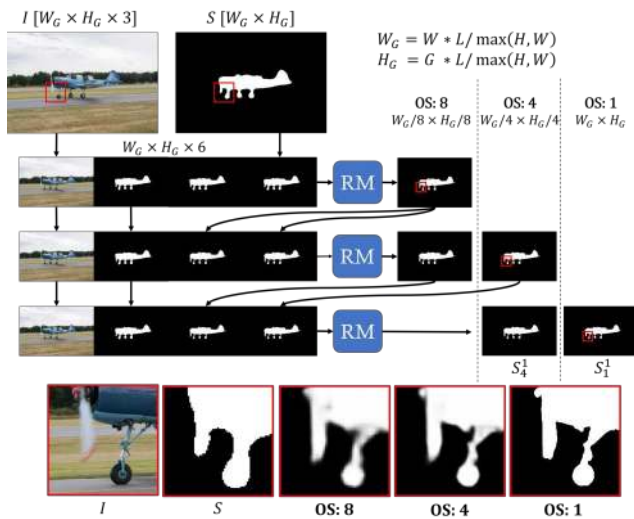 I [W_G × H_G × 3]
S [W_G × H_G]
W_G = W * L/ max(H, W)
H_G = G * L/ max(H, W)
OS: 8
OS: 4
OS: 1
W_G/8 × H_G/8
W_G/4 × H_G/4
W_G × H_G
W_G × H_G × 6
RM
RM
RM
S_4^1
S_1^1
I
S
OS: 8
OS: 4
OS: 1